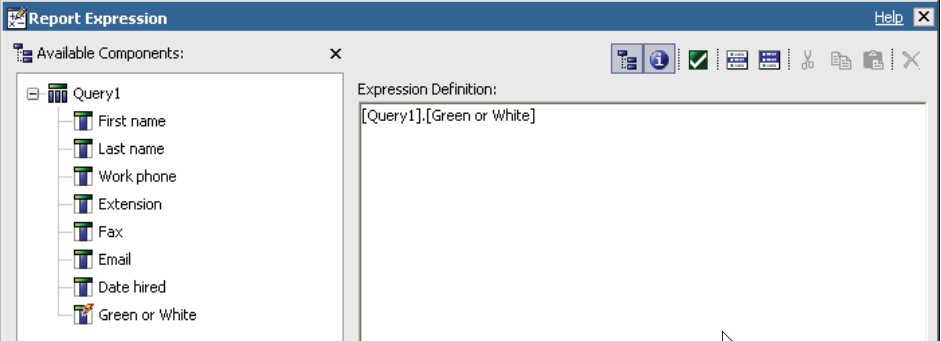 Report Expression
Help
Available Components:
Query1
First name
Last name
Work phone
Extension
Fax
Email
Date hired
Green or White
Expression Definition:
[Query1].[Green or White]